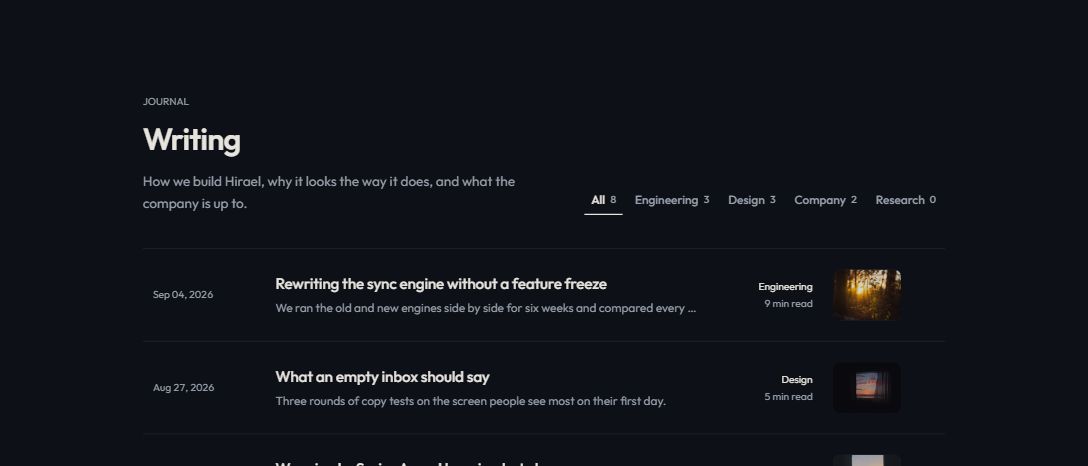 JOURNAL
Writing
How we build Hirael, why it looks the way it does, and what the
company is up to.
All 8 Engineering 3 Design 3 Company 2 Research 0
Sep 04, 2026
Rewriting the sync engine without a feature freeze
We ran the old and new engines side by side for six weeks and compared every ...
Engineering
9 min read
Aug 27, 2026
What an empty inbox should say
Three rounds of copy tests on the screen people see most on their first day.
Design
5 min read